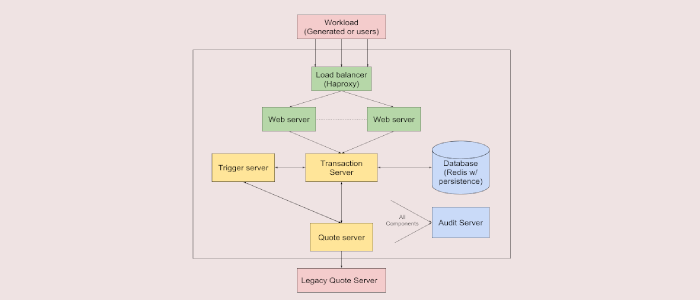 Workload
(Generated or users)
Load balancer
(Haproxy)
Web server
Web server
Trigger server
Transaction
Server
Database
(Redis w/
persistence)
All
Components
Audit Server
Quote server
Legacy Quote Server